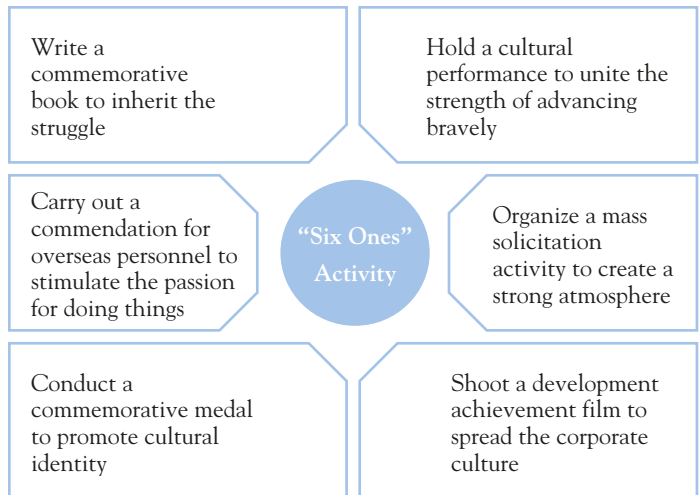 Write a
commemorative
book to inherit the
struggle
Hold a cultural
performance to unite the
strength of advancing
bravely
Carry out a
commendation for
overseas personnel to
stimulate the passion
for doing things
“Six Ones”
Activity
Organize a mass
solicitation
activity to create a
strong atmosphere
Conduct a
commemorative medal
to promote cultural
identity
Shoot a development
achievement film to
spread the corporate
culture